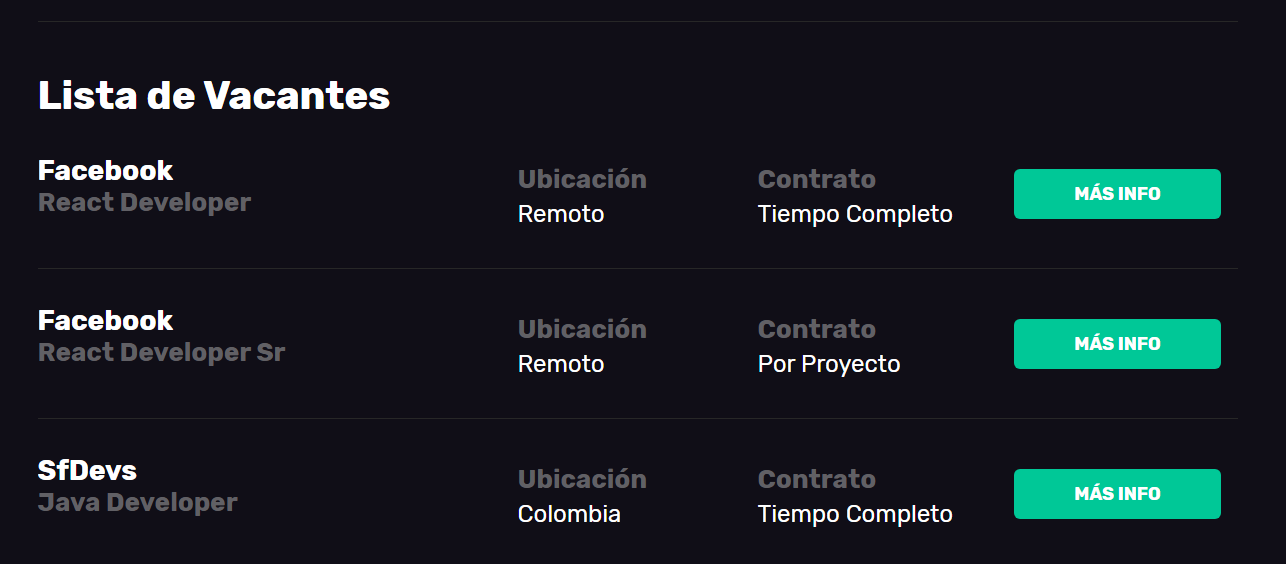 Lista de Vacantes
Facebook
React Developer
Ubicación
Remoto
Contrato
Tiempo Completo
MÁS INFO
Facebook
React Developer Sr
Ubicación
Remoto
Contrato
Por Proyecto
MÁS INFO
SfDevs
Java Developer
Ubicación
Colombia
Contrato
Tiempo Completo
MÁS INFO